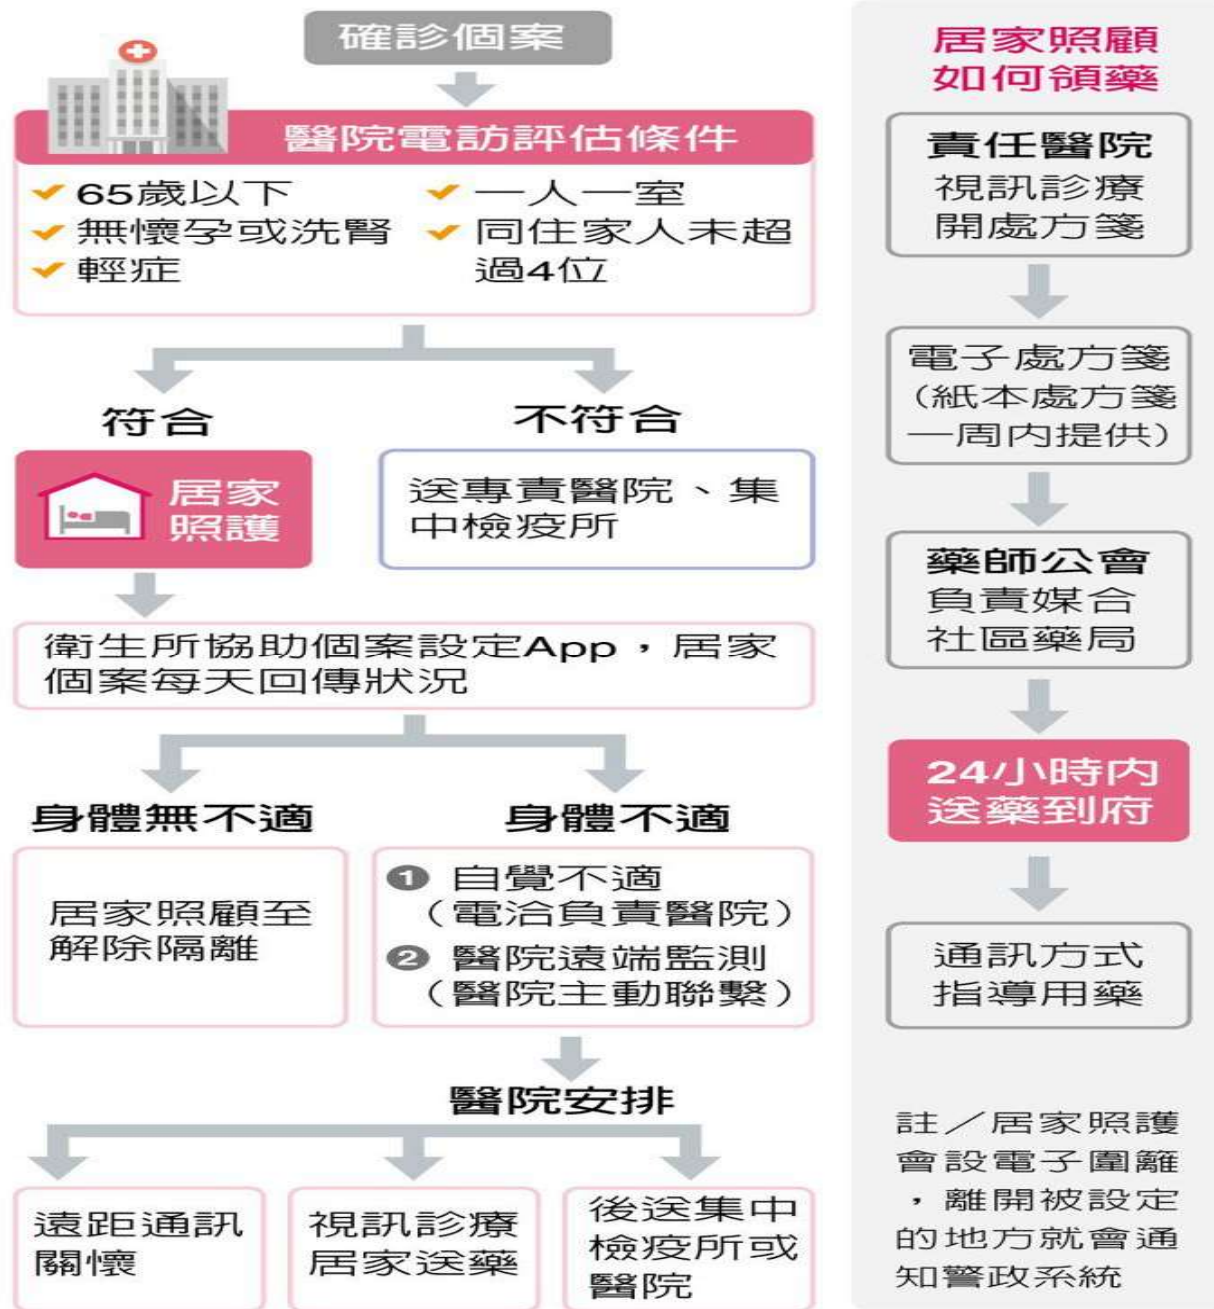 確診個案
醫院電訪評估條件
65歲以下
無懷孕或洗腎
輕症
一人一室
同住家人未超
過4位
符合
不符合
居家
照護
送專責醫院、集
中檢疫所
衛生所協助個案設定App，居家
個案每天回傳狀況
身體無不適
身體不適
居家照顧至
解除隔離
1 自覺不適
（電洽負責醫院）
2 醫院遠端監測
（醫院主動聯繫）
醫院安排
遠距通訊
關懷
視訊診療
居家送藥
後送集中
檢疫所或
醫院
居家照顧
如何領藥
責任醫院
視訊診療
開處方箋
電子處方箋
（紙本處方箋
一周內提供）
藥師公會
負責媒合
社區藥局
24小時內
送藥到府
通訊方式
指導用藥
註／居家照護
會設電子圍籬
，離開被設定
的地方就會通
知警政系統